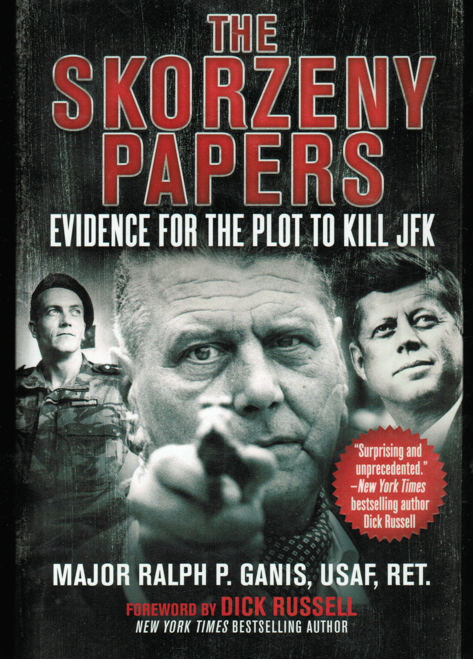 THE
SKORZENY
PAPERS
EVIDENCE FOR THE PLOT TO KILL JFK
"Surprising and
unprecedented."
—New York Times
bestselling author
Dick Russell
MAJOR RALPH P. GANIS, USAF, RET.
FOREWORD BY DICK RUSSELL
NEW YORK TIMES BESTSELLING AUTHOR